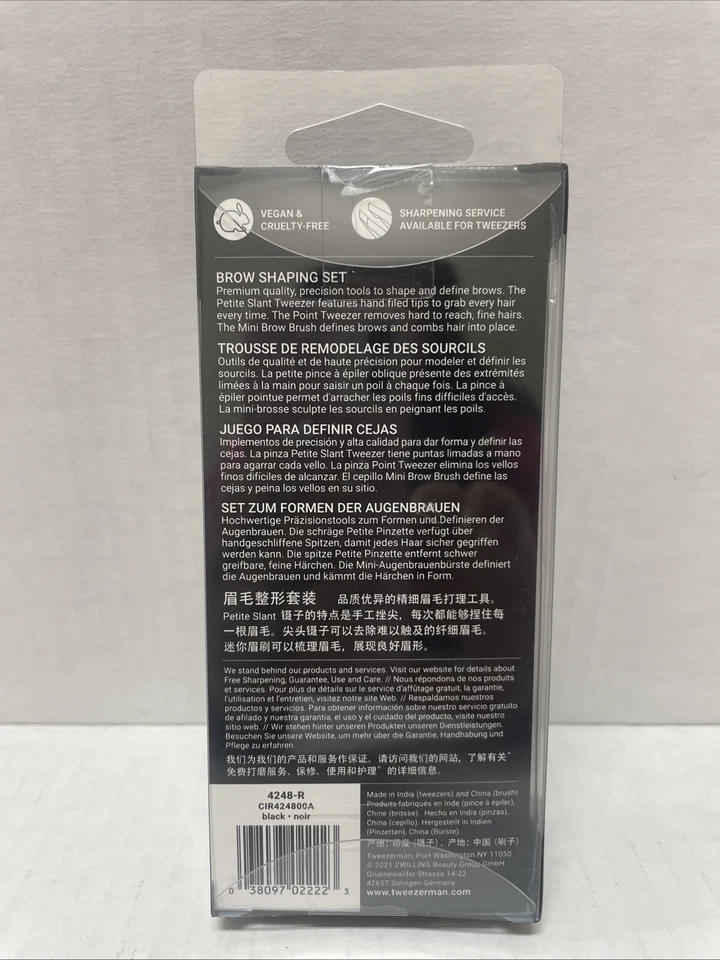 VEGAN &
CRUELTY-FREE
SHARPENING SERVICE
AVAILABLE FOR TWEEZERS
BROW SHAPING SET
Premium quality, precision tools to shape and define brows. The
Petite Slant Tweezer features hand filed tips to grab every hair
every time. The Point Tweezer removes hard to reach, fine hairs.
The Mini Brow Brush defines brows and combs hair into place.
TROUSSE DE REMODELAGE DES SOURCILS
Outils de qualité et de haute précision pour modeler et définir les
sourcils. La petite pince à épiler oblique présente des extrémités
limées à la main pour saisir un poil à chaque fois. La pince à
épiler pointue permet d'arracher les poils fins difficiles d'accès.
La mini-brosse sculpte les sourcils en peignant les poils.
JUEGO PARA DEFINIR CEJAS
Implementos de precisión y alta calidad para dar forma y definir las
cejas. La pinza Petite Slant Tweezer tiene puntas limadas a mano
para agarrar cada vello. La pinza Point Tweezer elimina los vellos
finos difíciles de alcanzar. El cepillo Mini Brow Brush define las
cejas y peina los vellos en su sitio.
SET ZUM FORMEN DER AUGENBRAUEN
Hochwertige Präzisionstools zum Formen und Definieren der
Augenbrauen. Die schräge Petite Pinzette verfügt über
handgeschliffene Spitzen, damit jedes Haar sicher gegriffen
werden kann. Die spitze Petite Pinzette entfernt schwer
greifbare, feine Härchen. Die Mini-Augenbrauenbürste definiert
die Augenbrauen und kämmt die Härchen in Form.
眉毛整形套装 品质优异的精细眉毛打理工具。
Petite Slant 镊子的特点是手工挫尖，每次都能够捏住每
一根眉毛。尖头镊子可以去除难以触及的纤细眉毛。
迷你眉刷可以梳理眉毛，展现良好眉形。
We stand behind our products and services. Visit our website for details about
Free Sharpening, Guarantee, Use and Care. // Nous répondons de nos produits
et services. Pour plus de détails sur le service d'affûtage gratuit, la garantie,
l'utilisation et l'entretien, visitez notre site Web. // Respaldamos nuestros
productos y servicios. Para obtener información sobre nuestro servicio gratuito
de afilado y nuestra garantía, el uso y el cuidado del producto, visite nuestro
sitio web. // Wir stehen hinter unseren Produkten unseren Dienstleistungen.
Besuchen Sie unsere Website, um mehr über die Garantie, Handhabung und
Pflege zu erfahren.
我们为我们的产品和服务作保证。请访问我们的网站，了解有关"
免费打磨服务、保修、使用和护理"的详细信息。
4248-R
CIR424800A
black • noir
0 38097 02222 3
Made in India (tweezers) and China (brush)
Produits fabriqués en Inde (pince à épiler),
Chine (brosse). Hecho en India (pinzas),
China (cepillo). Hergestellt in Indien
(Pinzetten), China (Bürste)
产地：印度（镊子），产地：中国（刷子）
Tweezerman, Port Washington NY 11050
© 2021 ZWILLING Beauty Group GmbH
Gruenewalder Strasse 14-22
42657 Solingen Germany
www.tweezerman.com